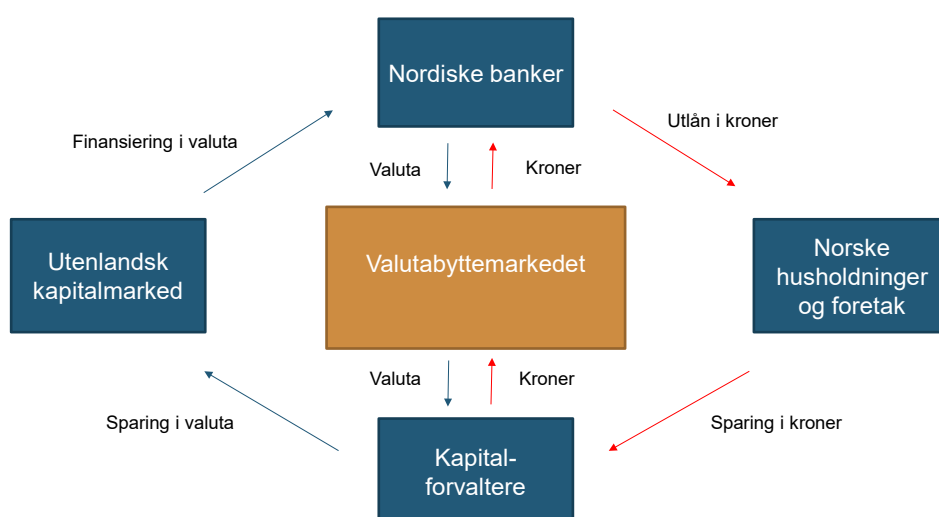 Nordiske banker
Finansiering i valuta
Utlån i kroner
Valuta
Kroner
Utenlandsk
kapitalmarked
Valutabyttemarkedet
Norske
husholdninger
og foretak
Valuta
Kroner
Sparing i valuta
Sparing i kroner
Kapital-
forvaltere